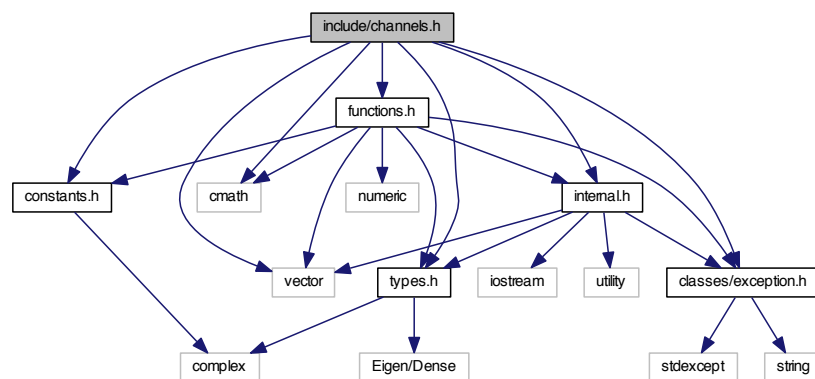 include/channels.h
functions.h
constants.h
cmath
numeric
internal.h
vector
types.h
iostream
utility
classes/exception.h
complex
Eigen/Dense
stdexcept
string